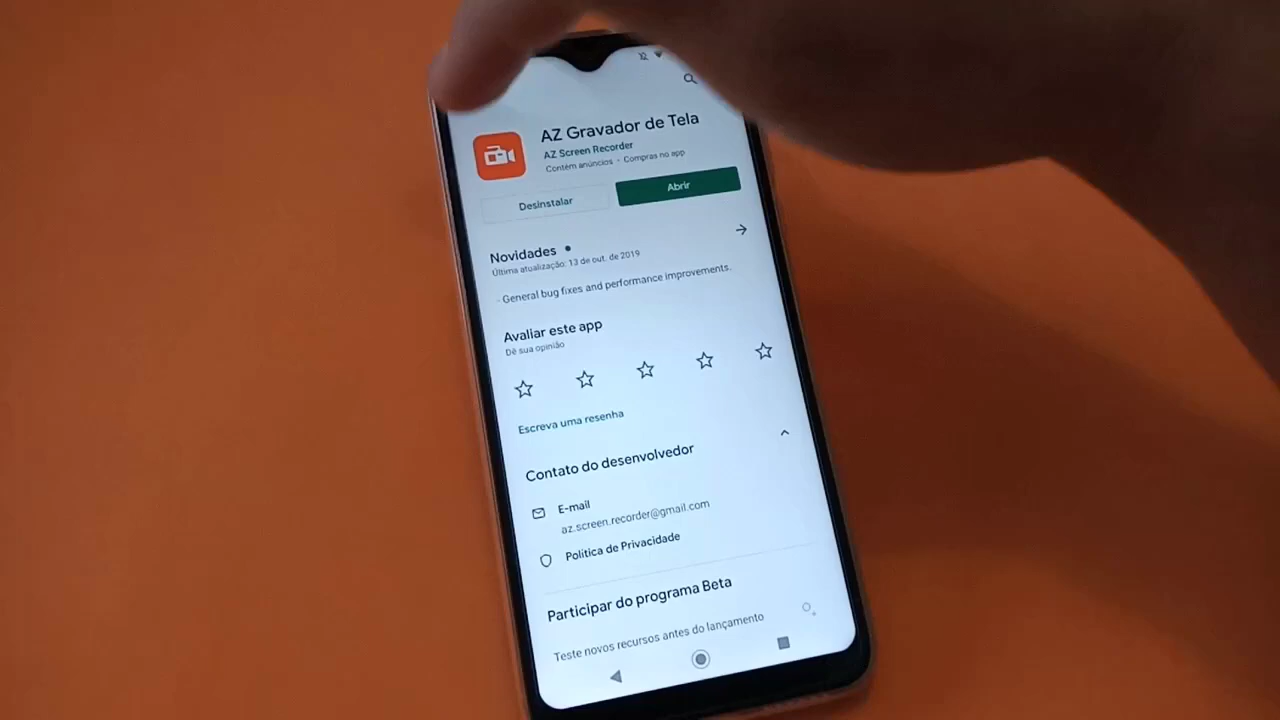 AZ Gravador de Tela
AZ Screen Recorder
Contém anúncios • Compras no app
Desinstalar
Abrir
Novidades •
Última atualização: 13 de out. de 2019
- General bug fixes and performance improvements.
Avaliar este app
Dê sua opinião
Escreva uma resenha
Contato do desenvolvedor
E-mail
az.screen.recorder@gmail.com
Política de Privacidade
Participar do programa Beta
Teste novos recursos antes do lançamento